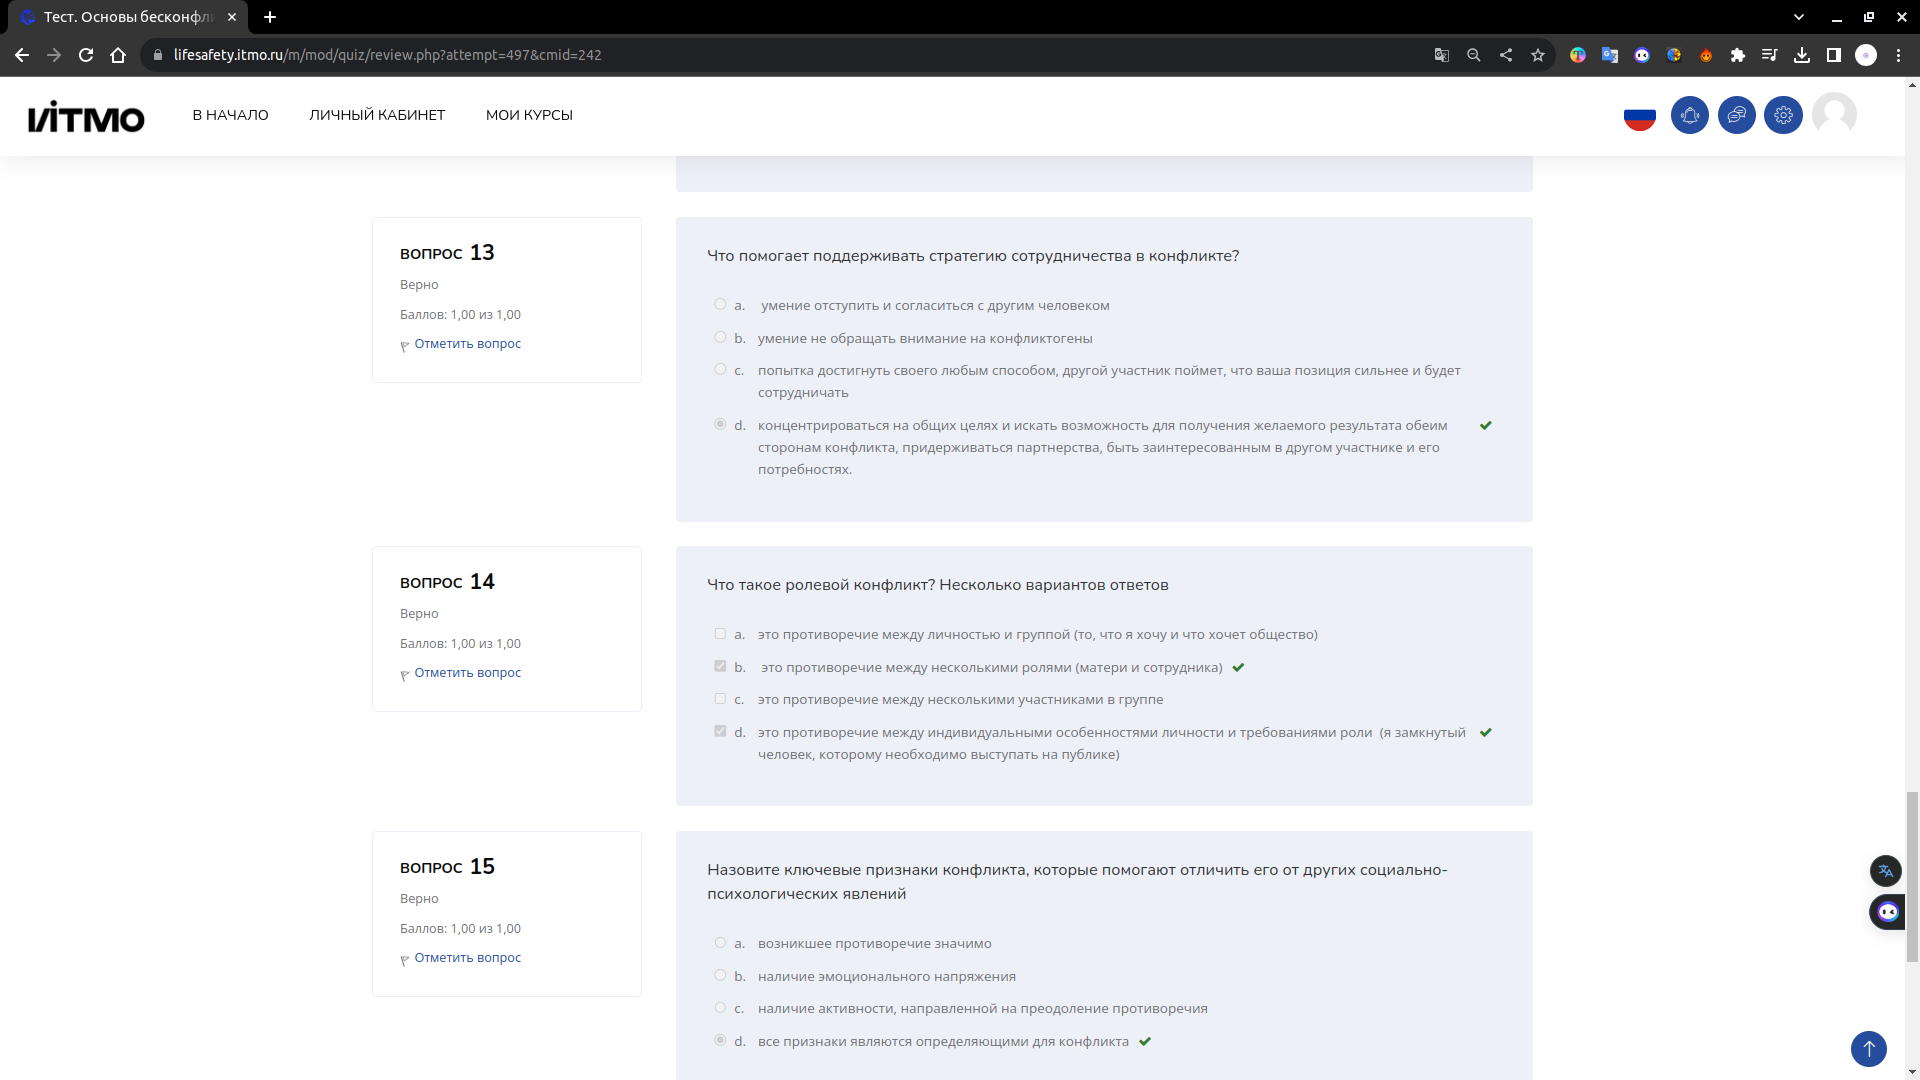 Тест. Основы бесконфли
lifesafety.itmo.ru/m/mod/quiz/review.php?attempt=497&cmid=242
ИТМО
В НАЧАЛО
ЛИЧНЫЙ КАБИНЕТ
МОИ КУРСЫ
ВОПРОС 13
Верно
Баллов: 1,00 из 1,00
Отметить вопрос
Что помогает поддерживать стратегию сотрудничества в конфликте?
a. умение отступить и согласиться с другим человеком
b. умение не обращать внимание на конфликтогены
c. попытка достигнуть своего любым способом, другой участник поймет, что ваша позиция сильнее и будет
сотрудничать
d. концентрироваться на общих целях и искать возможность для получения желаемого результата обеим
сторонам конфликта, придерживаться партнерства, быть заинтересованным в другом участнике и его
потребностях.
ВОПРОС 14
Верно
Баллов: 1,00 из 1,00
Отметить вопрос
Что такое ролевой конфликт? Несколько вариантов ответов
a. это противоречие между личностью и группой (то, что я хочу и что хочет общество)
b. это противоречие между несколькими ролями (матери и сотрудника)
c. это противоречие между несколькими участниками в группе
d. это противоречие между индивидуальными особенностями личности и требованиями роли (я замкнутый
человек, которому необходимо выступать на публике)
ВОПРОС 15
Верно
Баллов: 1,00 из 1,00
Отметить вопрос
Назовите ключевые признаки конфликта, которые помогают отличить его от других социально-
психологических явлений
a. возникшее противоречие значимо
b. наличие эмоционального напряжения
c. наличие активности, направленной на преодоление противоречия
d. все признаки являются определяющими для конфликта